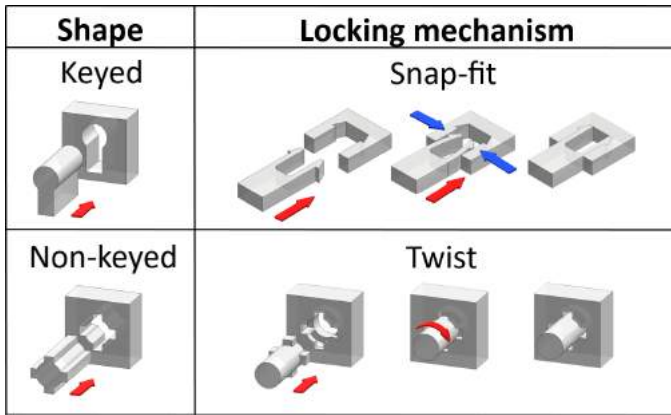 Shape
Locking mechanism
Keyed
Snap-fit
Non-keyed
Twist